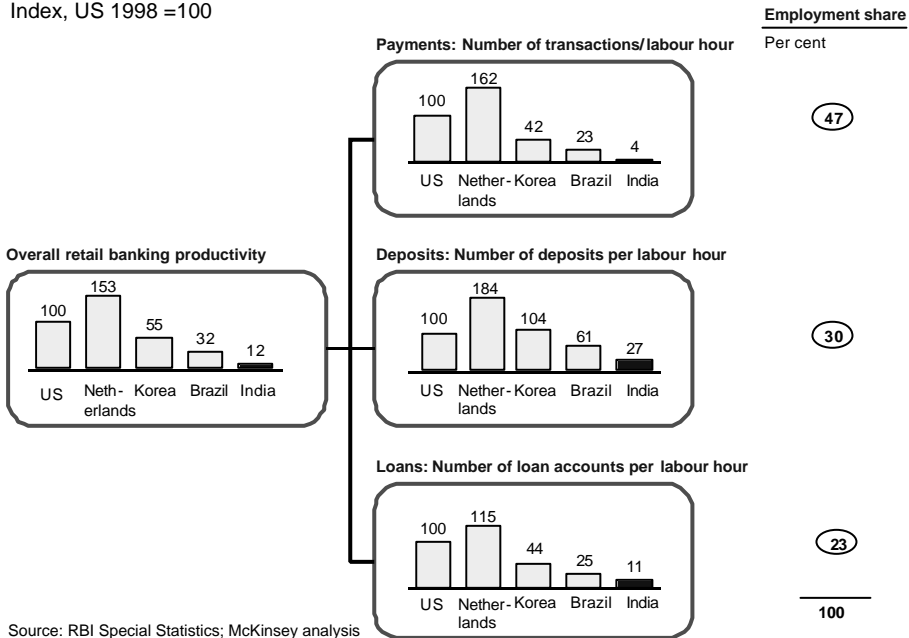 Index, US 1998 =100
Employment share
Per cent
Payments: Number of transactions/labour hour
162
100
42
23
4
US Nether- Korea Brazil India
lands
47
Overall retail banking productivity
153
100
55
32
12
US Neth- Korea Brazil India
erlands
Deposits: Number of deposits per labour hour
184
100
104
61
27
US Nether- Korea Brazil India
lands
30
Loans: Number of loan accounts per labour hour
115
100
44
25
11
US Nether- Korea Brazil India
lands
23
100
Source: RBI Special Statistics; McKinsey analysis